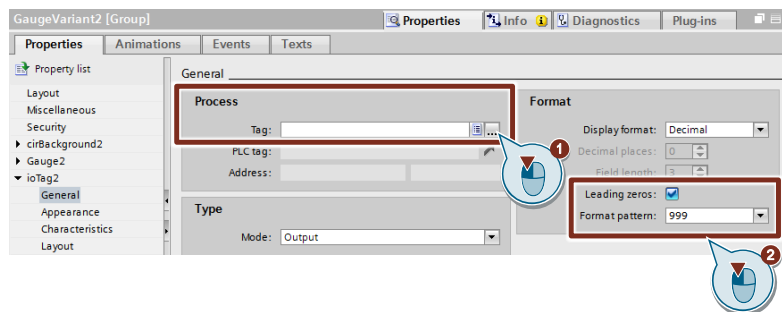 GaugeVariant2 [Group]
Properties Info Diagnostics Plug-ins
Properties Animations Events Texts
Property list
General
Layout
Miscellaneous
Security
cirBackground2
Gauge2
ioTag2
General
Appearance
Characteristics
Layout
Process
Tag:
...
PLC tag:
Address:
Type
Mode: Output
Format
Display format: Decimal
Decimal places: 0
Field length: 3
Leading zeros:
Format pattern: 999
1
2